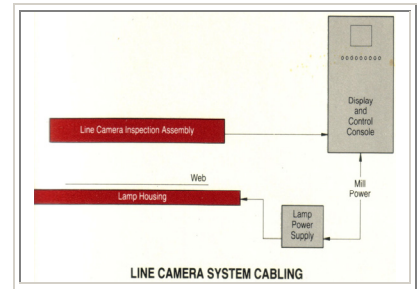 Display
and
Control
Console
Line Camera Inspection Assembly
Web
Lamp Housing
Mill
Power
Lamp
Power
Supply
LINE CAMERA SYSTEM CABLING